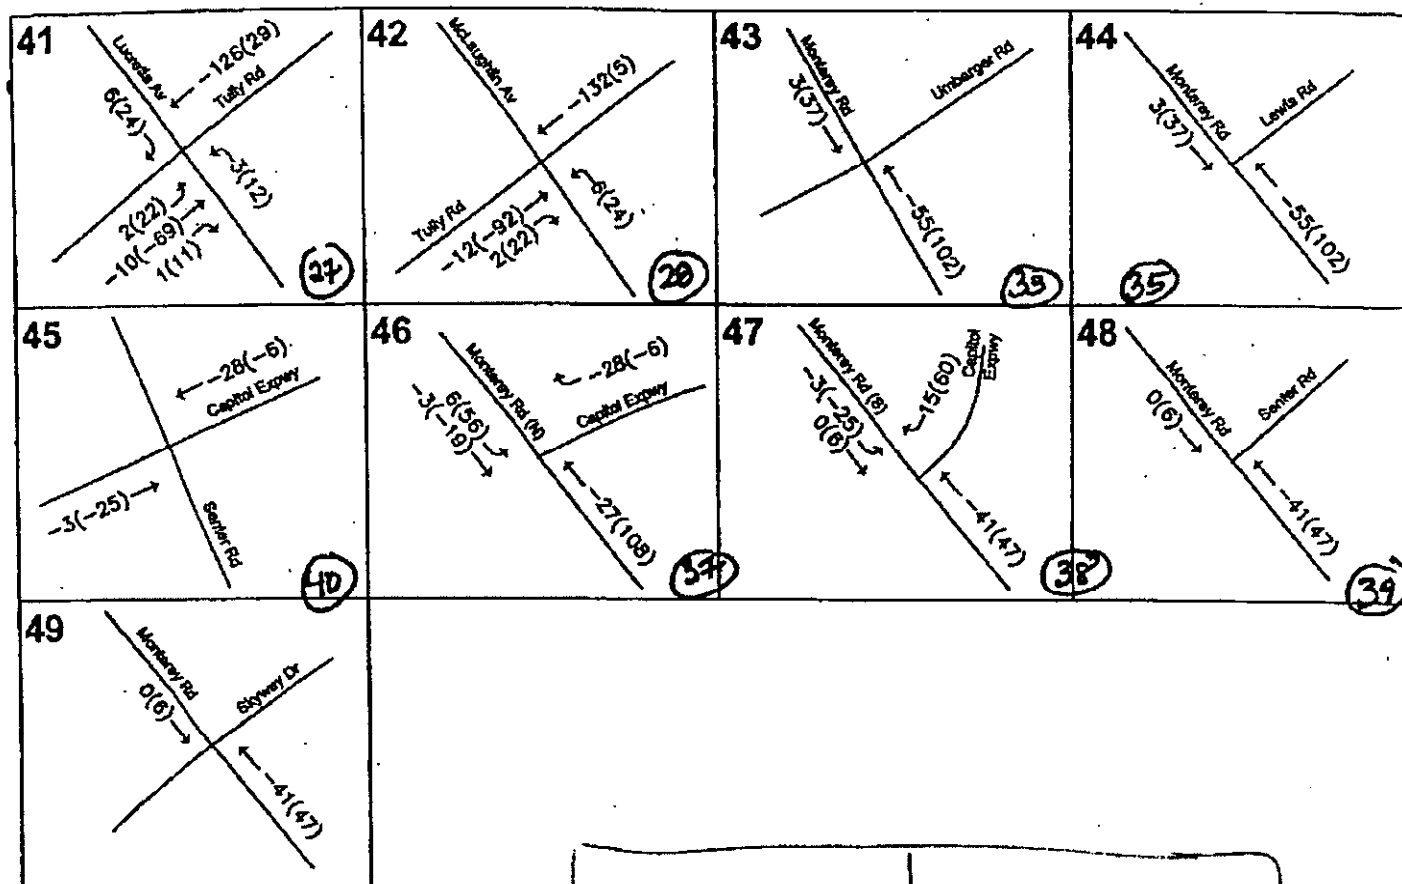 41
Lucretia Av
-126(29)
Tully Rd
6(24)
-3(12)
2(22)
-10(-69)
1(11)
27
42
McLaughlin Av
-132(5)
Tully Rd
6(24)
-12(-92)
2(22)
28
43
Monterey Rd
3(37)
Umbarger Rd
-55(102)
33
44
Monterey Rd
3(37)
Lewis Rd
-55(102)
35
45
-28(-6)
Capitol Expwy
-3(-25)
Senter Rd
40
46
Monterey Rd (N)
-28(-6)
Capitol Expwy
6(56)
-3(-19)
-27(108)
37
47
Monterey Rd (S)
-3(-25)
0(6)
15(60)
Capitol
Expwy
-41(47)
38
48
Monterey Rd
0(6)
Senter Rd
-41(47)
39
49
Monterey Rd
0(6)
Skyway Dr
-41(47)